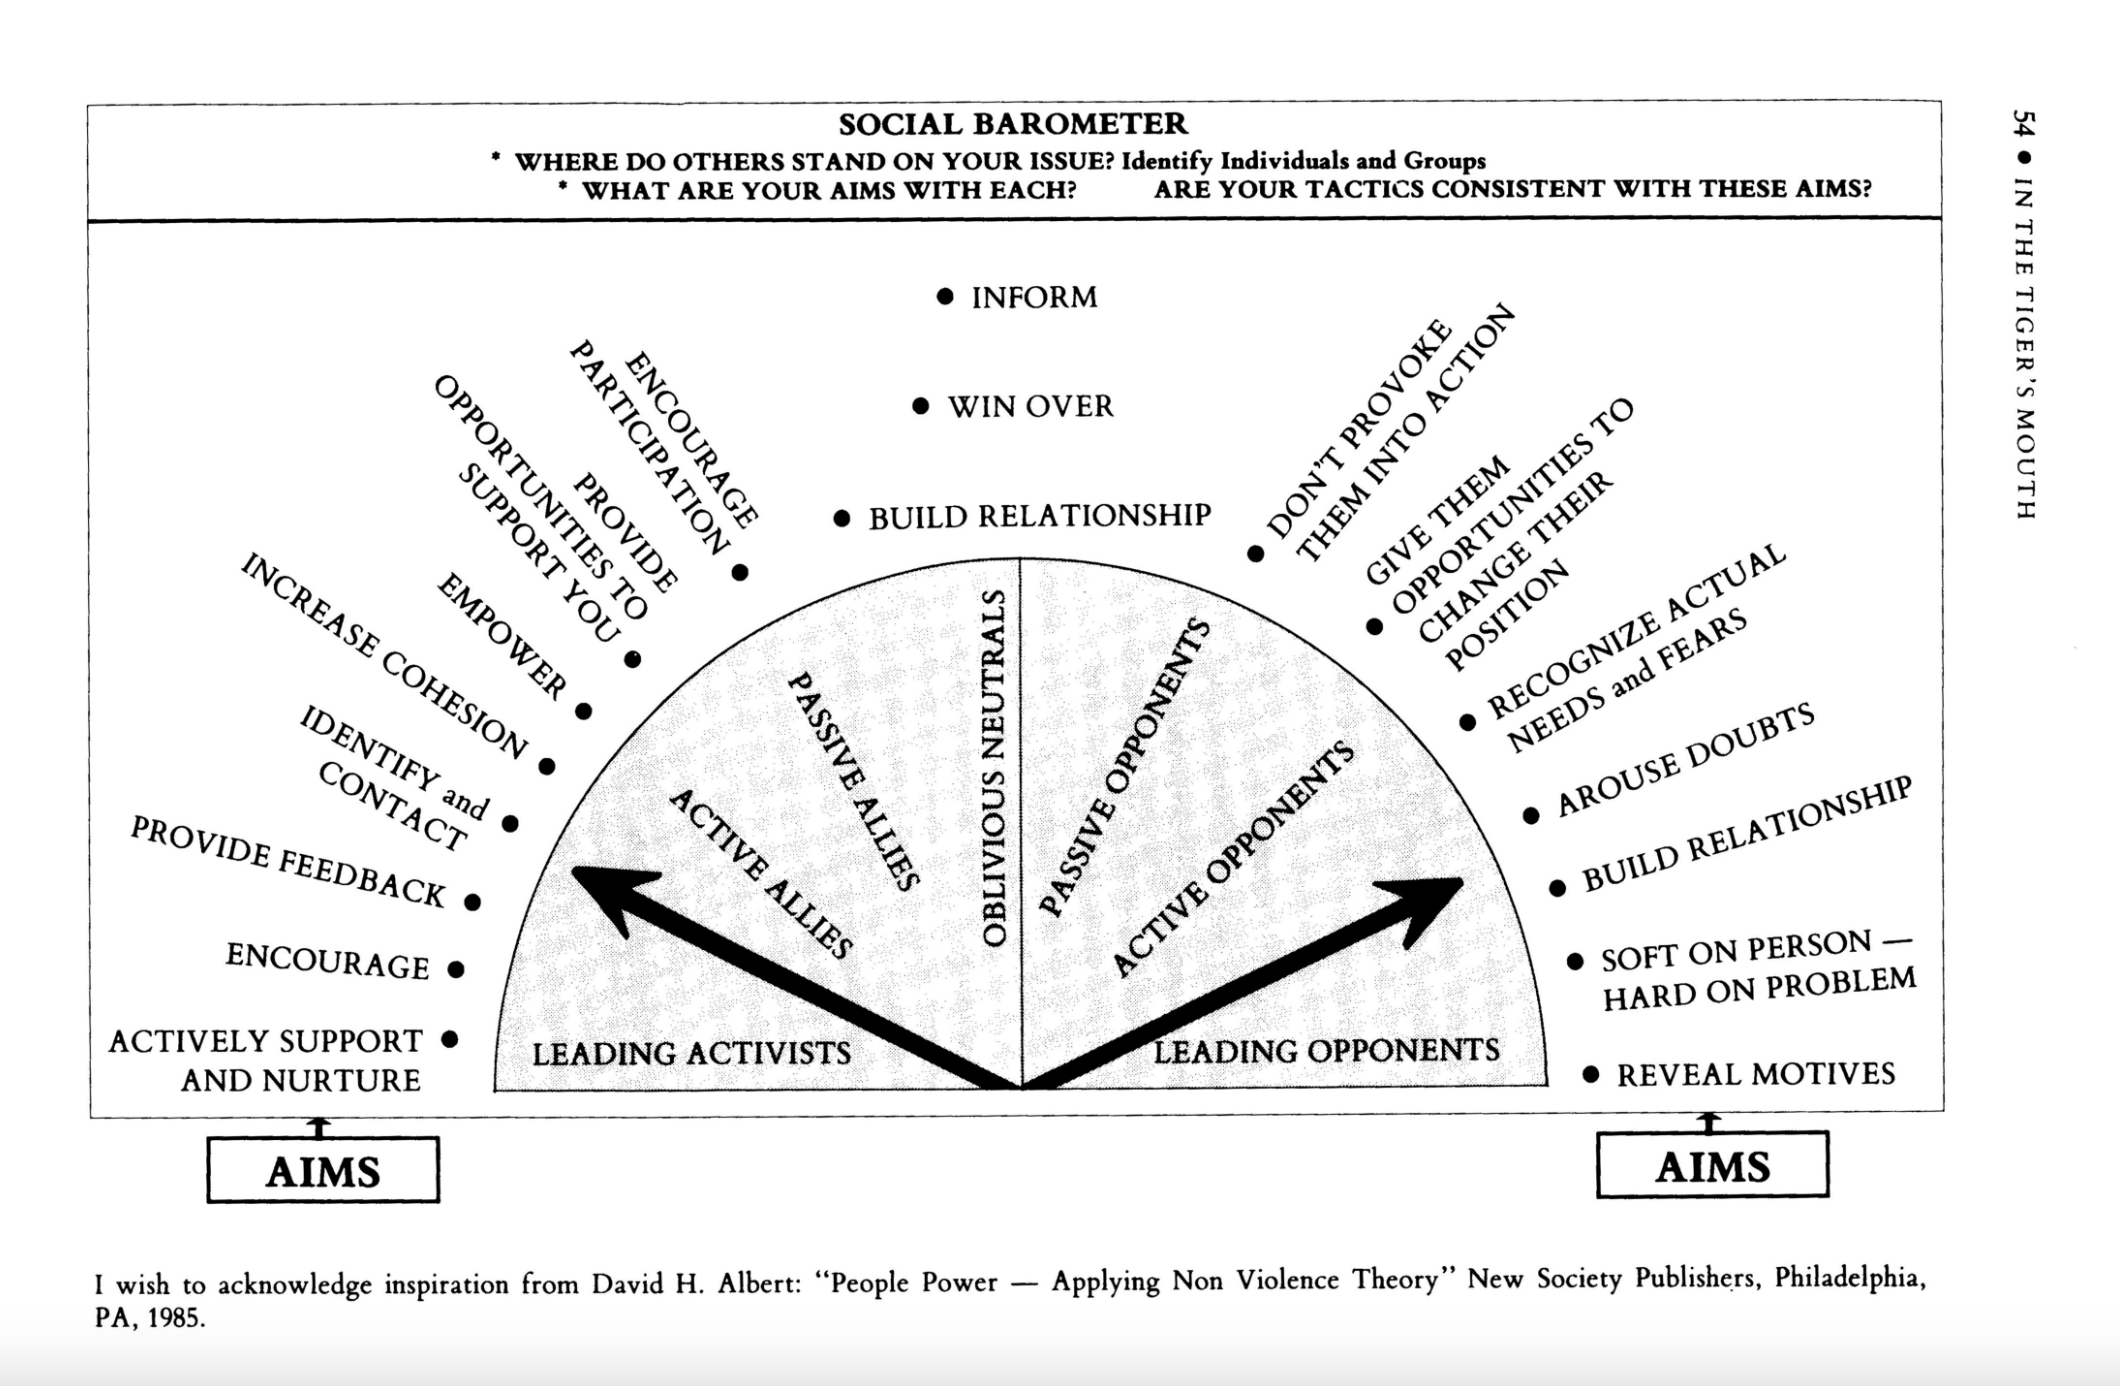 SOCIAL BAROMETER
* WHERE DO OTHERS STAND ON YOUR ISSUE? Identify Individuals and Groups
* WHAT ARE YOUR AIMS WITH EACH? ARE YOUR TACTICS CONSISTENT WITH THESE AIMS?
54 • IN THE TIGER'S MOUTH
ACTIVELY SUPPORT •
AND NURTURE
ENCOURAGE •
PROVIDE FEEDBACK •
IDENTIFY and •
CONTACT
INCREASE COHESION •
EMPOWER •
PROVIDE
OPPORTUNITIES TO
SUPPORT YOU •
ENCOURAGE
PARTICIPATION •
• INFORM
• WIN OVER
• BUILD RELATIONSHIP
• DON'T PROVOKE
THEM INTO ACTION
GIVE THEM
• OPPORTUNITIES TO
CHANGE THEIR
POSITION
• RECOGNIZE ACTUAL
NEEDS and FEARS
• AROUSE DOUBTS
• BUILD RELATIONSHIP
• SOFT ON PERSON —
HARD ON PROBLEM
• REVEAL MOTIVES
LEADING ACTIVISTS
ACTIVE ALLIES
PASSIVE ALLIES
OBLIVIOUS NEUTRALS
PASSIVE OPPONENTS
ACTIVE OPPONENTS
LEADING OPPONENTS
AIMS
AIMS
I wish to acknowledge inspiration from David H. Albert: “People Power — Applying Non Violence Theory” New Society Publishers, Philadelphia,
PA, 1985.